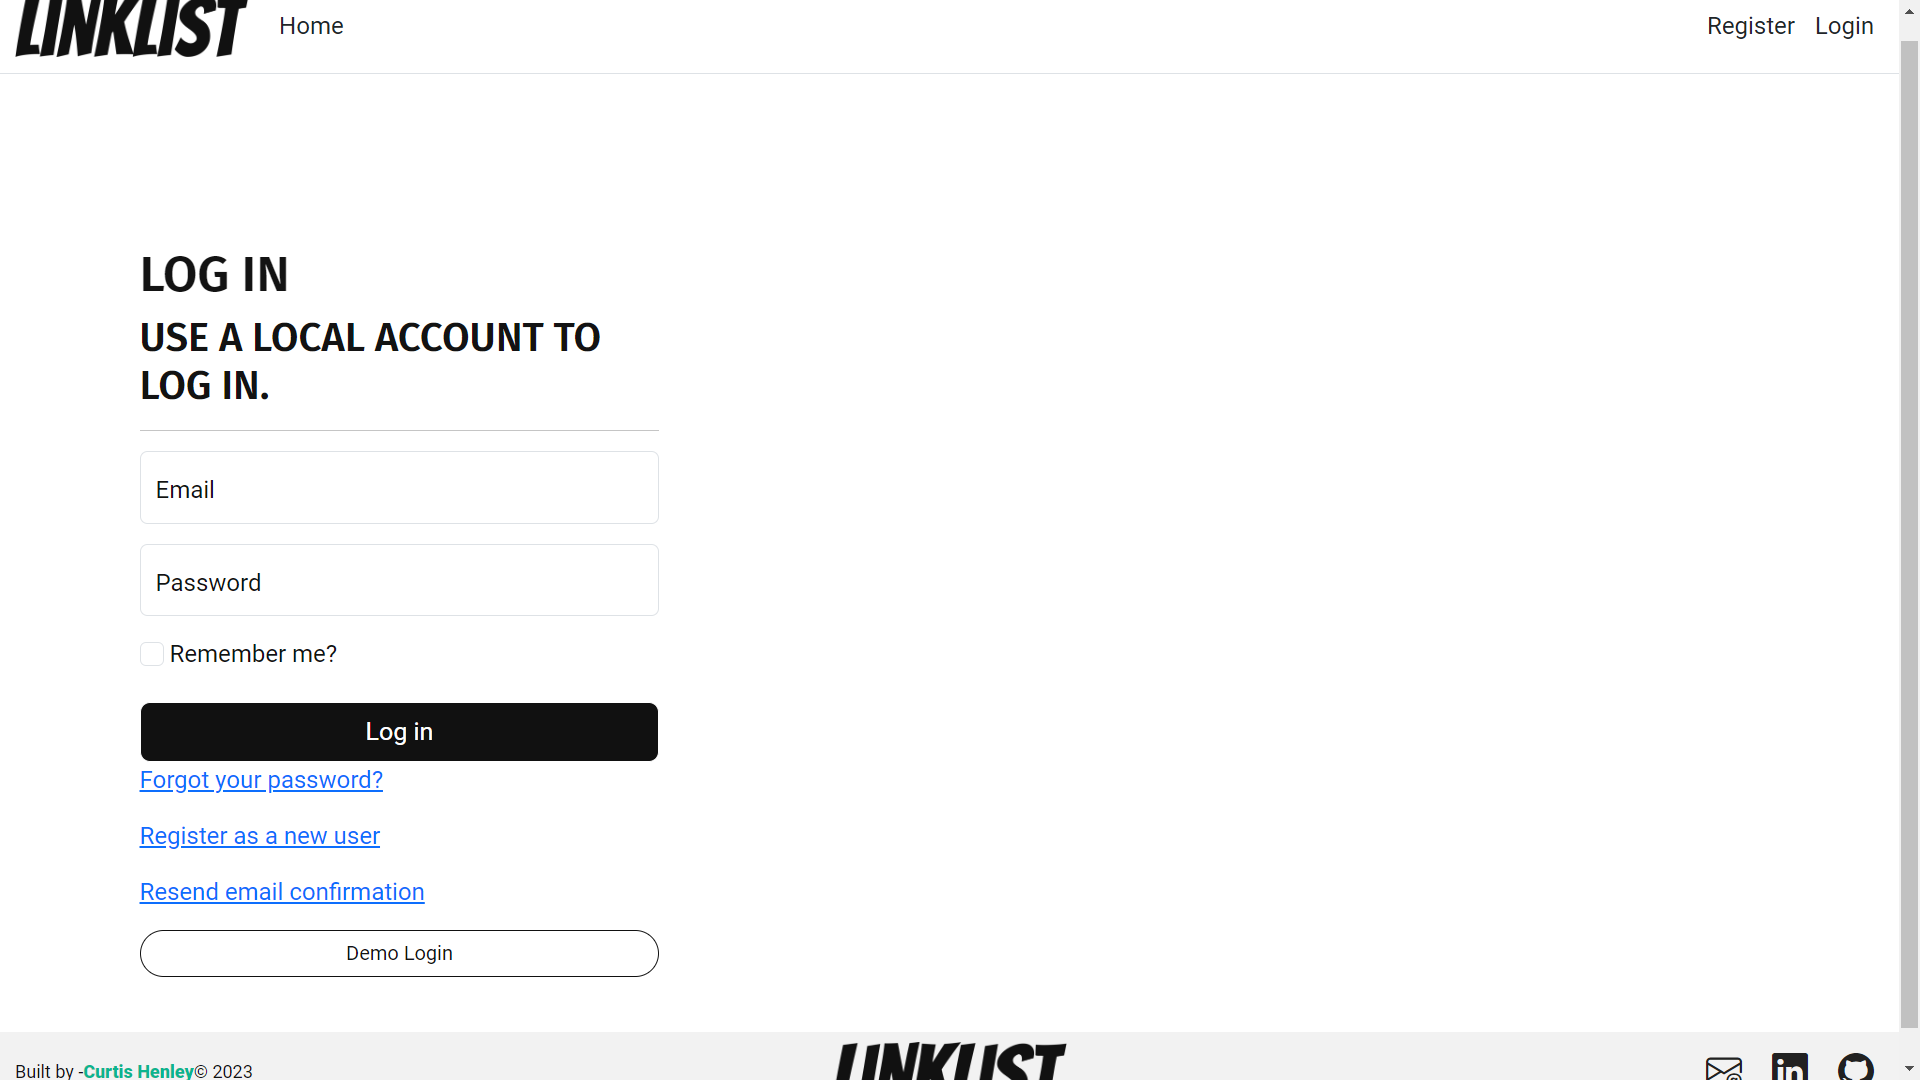 LINKLIST
Home
Register
Login
LOG IN
USE A LOCAL ACCOUNT TO
LOG IN.
Email
Password
Remember me?
Log in
Forgot your password?
Register as a new user
Resend email confirmation
Demo Login
Built by -Curtis Henley© 2023
LINKLIST
in